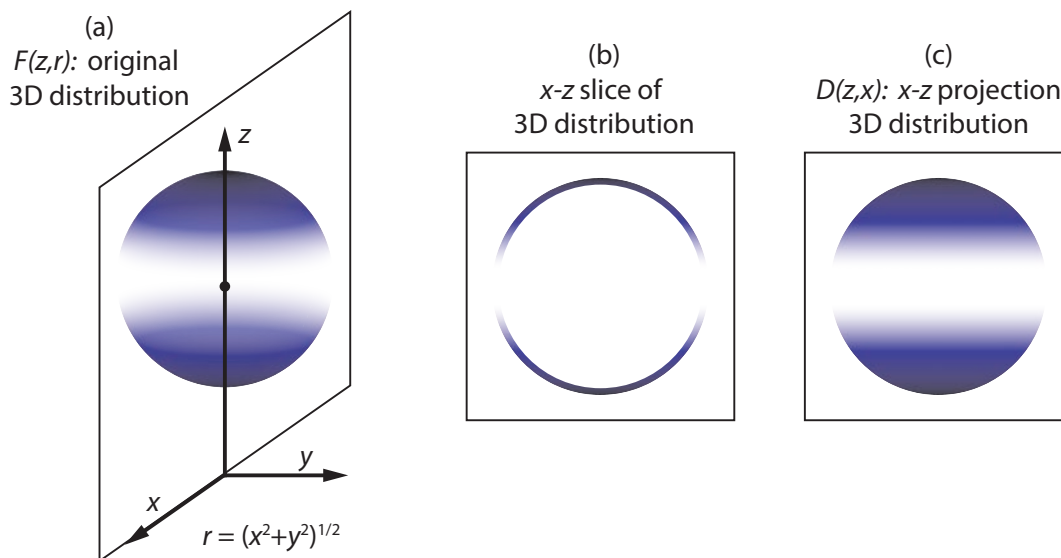 (a)
F(z,r): original
3D distribution
z
y
x
r = (x²+y²)^{1/2}
(b)
x-z slice of
3D distribution
(c)
D(z,x): x-z projection
3D distribution